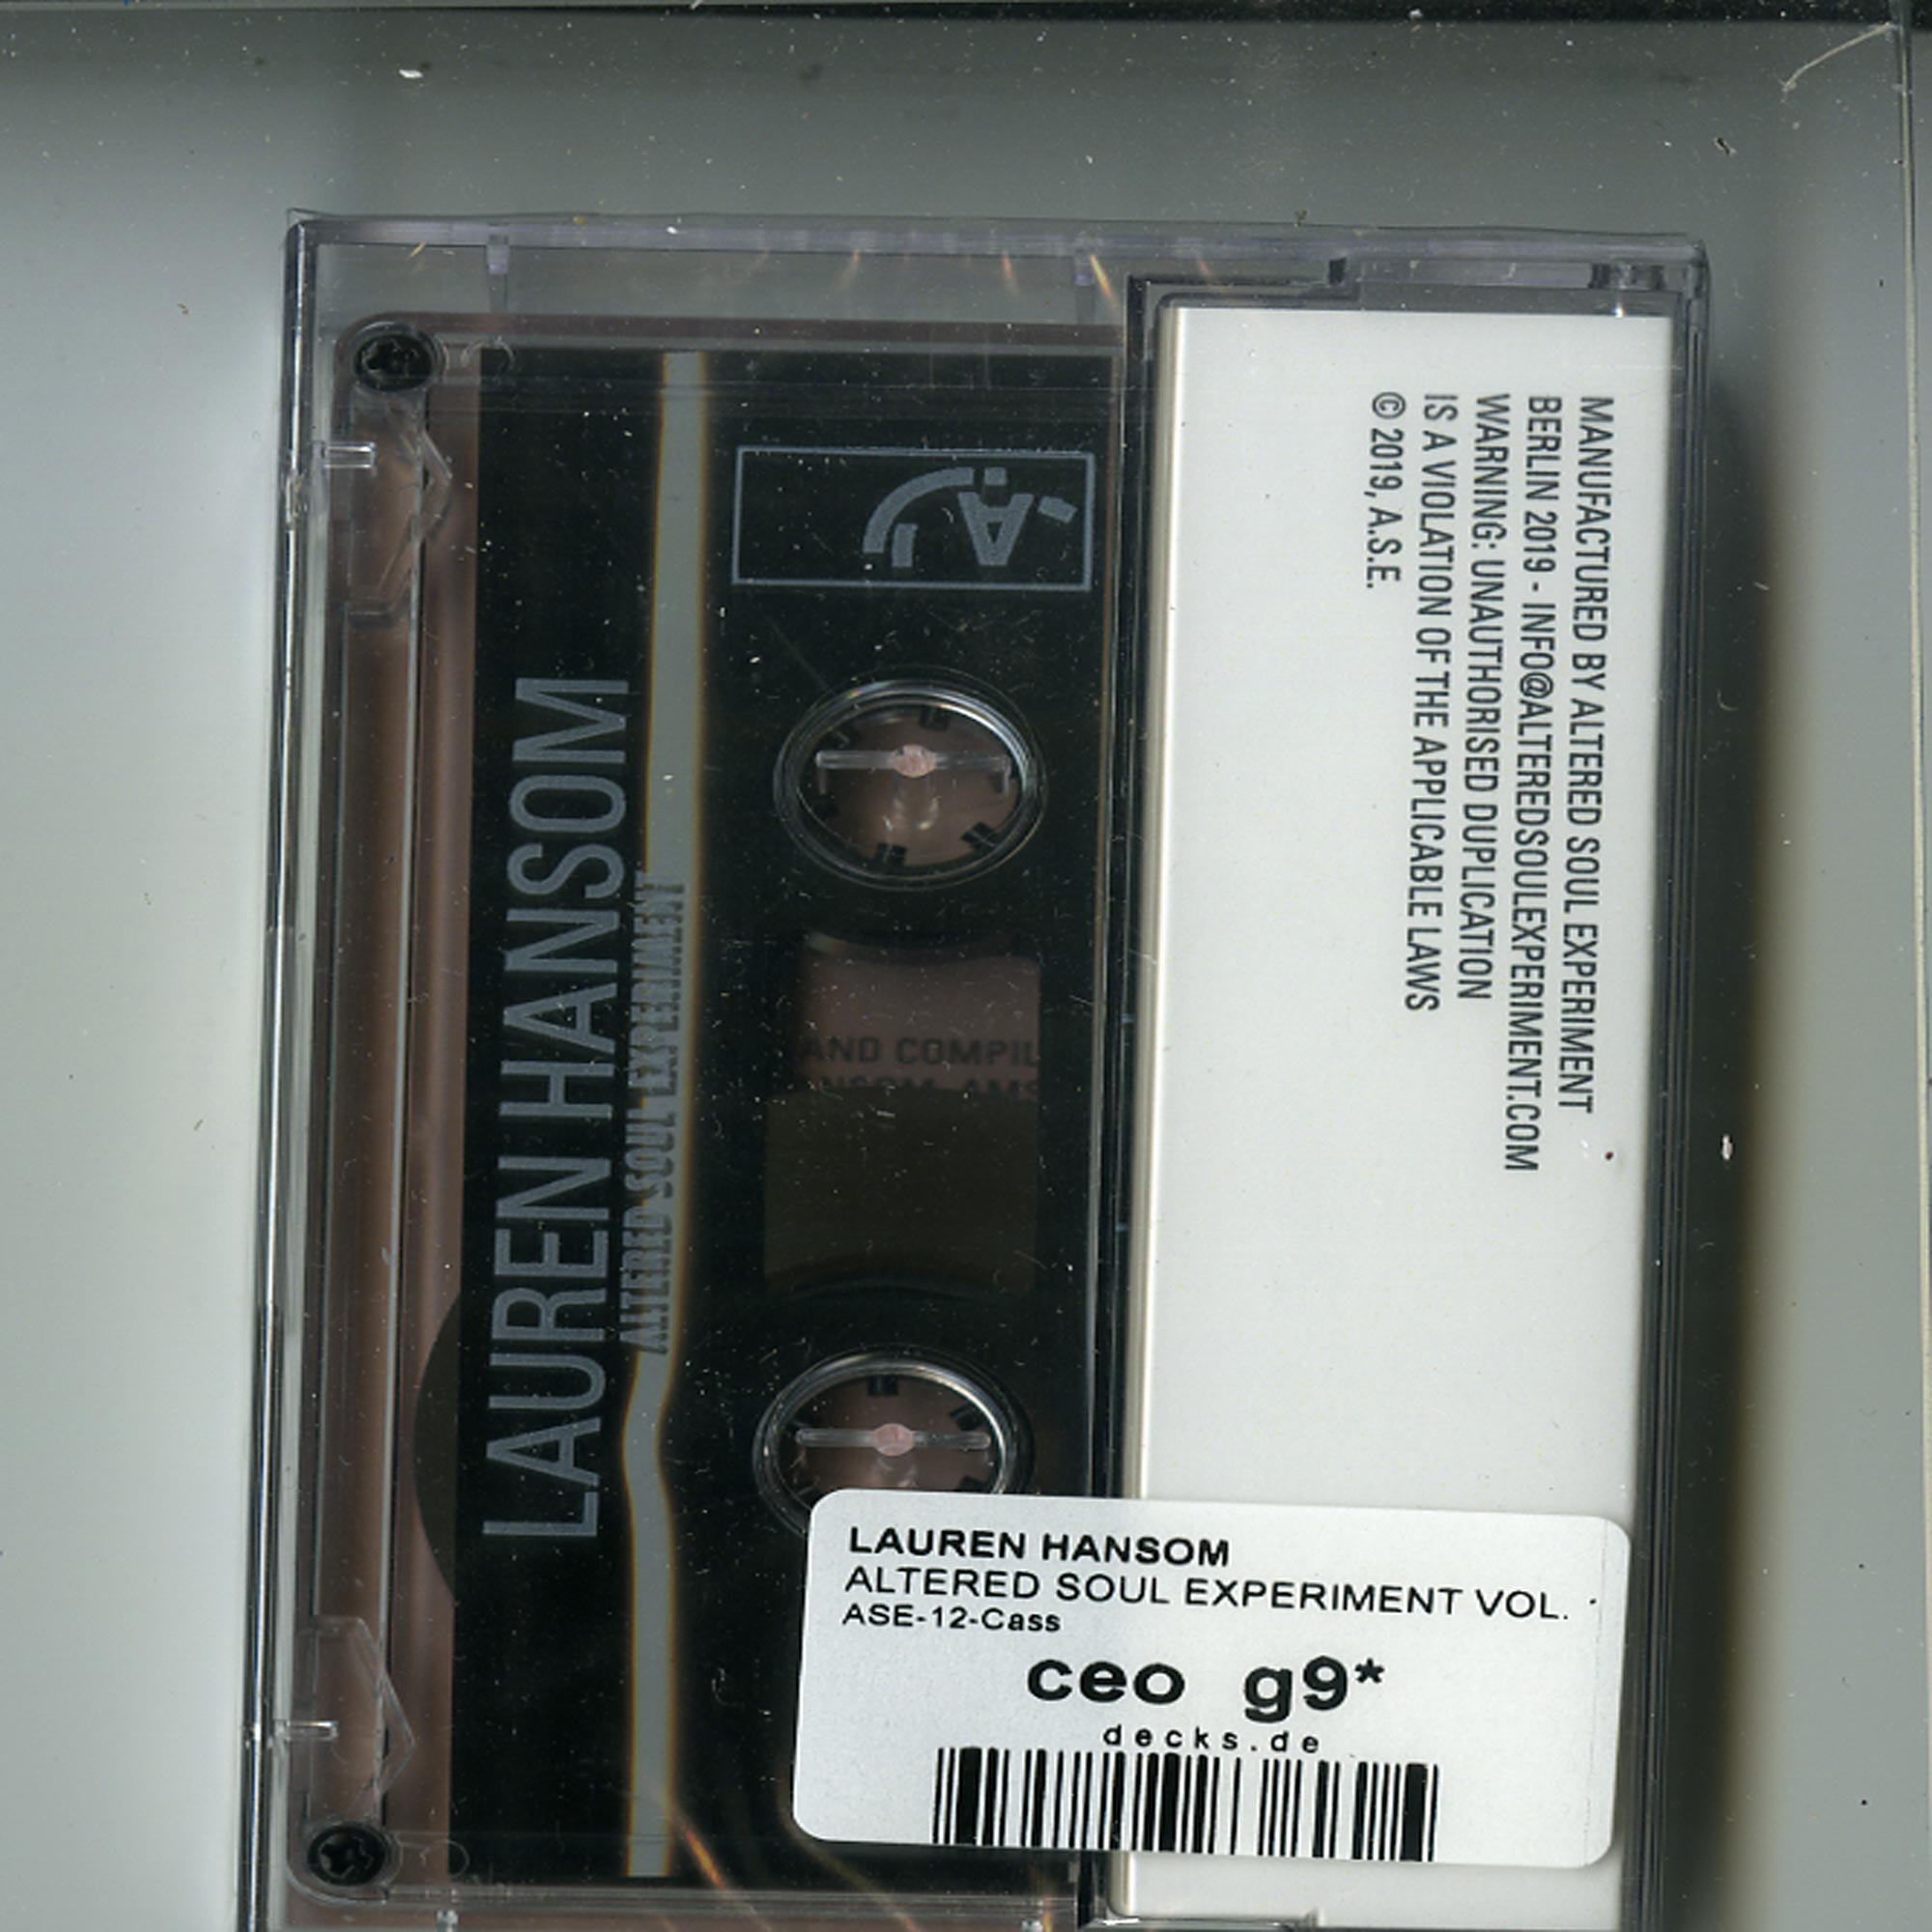 LAUREN HANSOM
ALTERED SOUL EXPERIMENT
A
AND COMPIL
MANUFACTURED BY ALTERED SOUL EXPERIMENT
BERLIN 2019 - INFO@ALTEREDSOULEXPERIMENT.COM
WARNING: UNAUTHORISED DUPLICATION
IS A VIOLATION OF THE APPLICABLE LAWS
© 2019, A.S.E.
LAUREN HANSOM
ALTERED SOUL EXPERIMENT VOL.
ASE-12-Cass
ceo g9*
decks.de